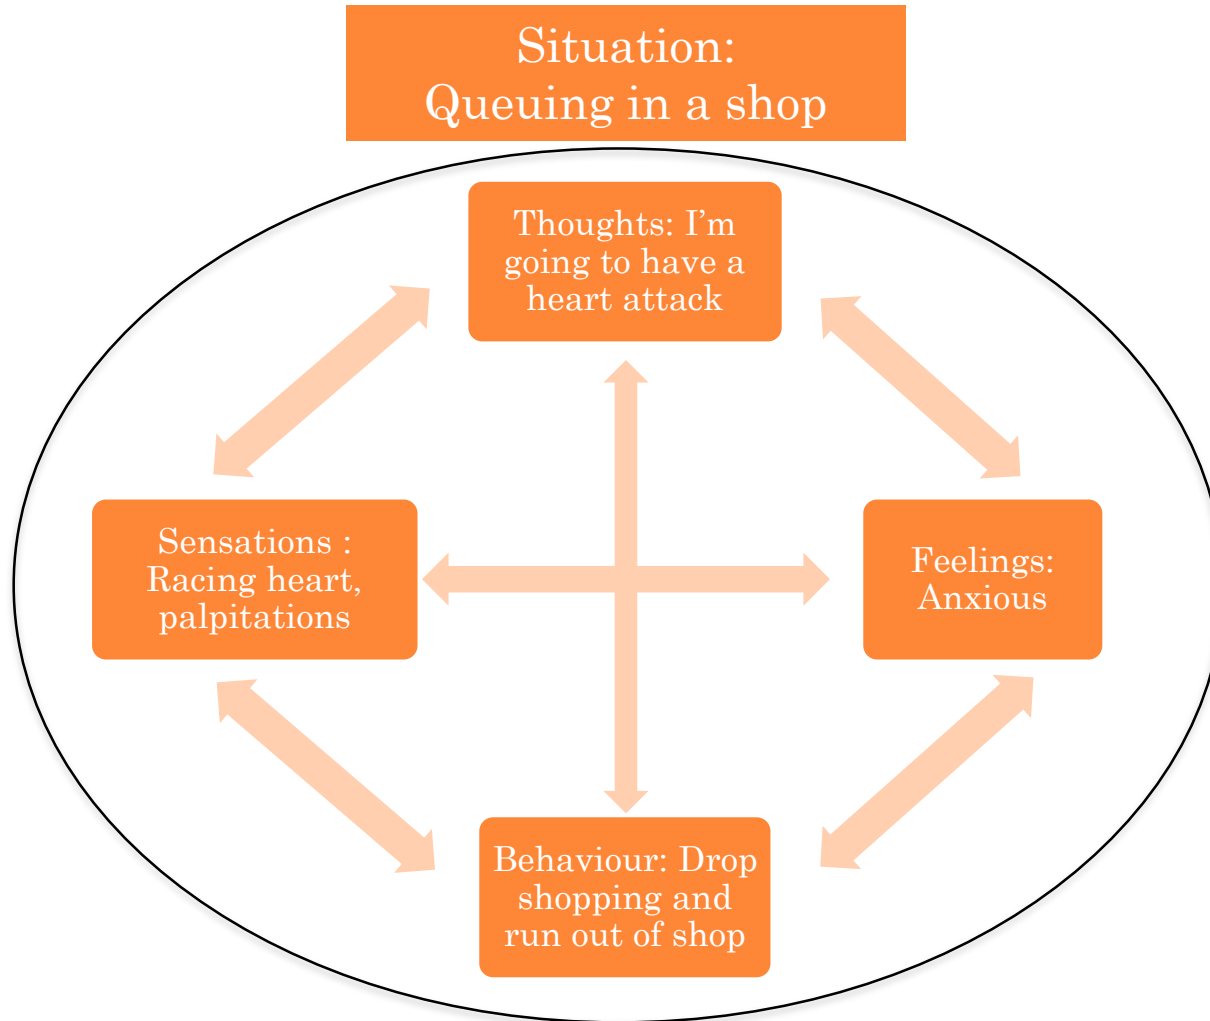 Situation:
Queuing in a shop
Thoughts: I’m
going to have a
heart attack
Sensations :
Racing heart,
palpitations
Feelings:
Anxious
Behaviour: Drop
shopping and
run out of shop